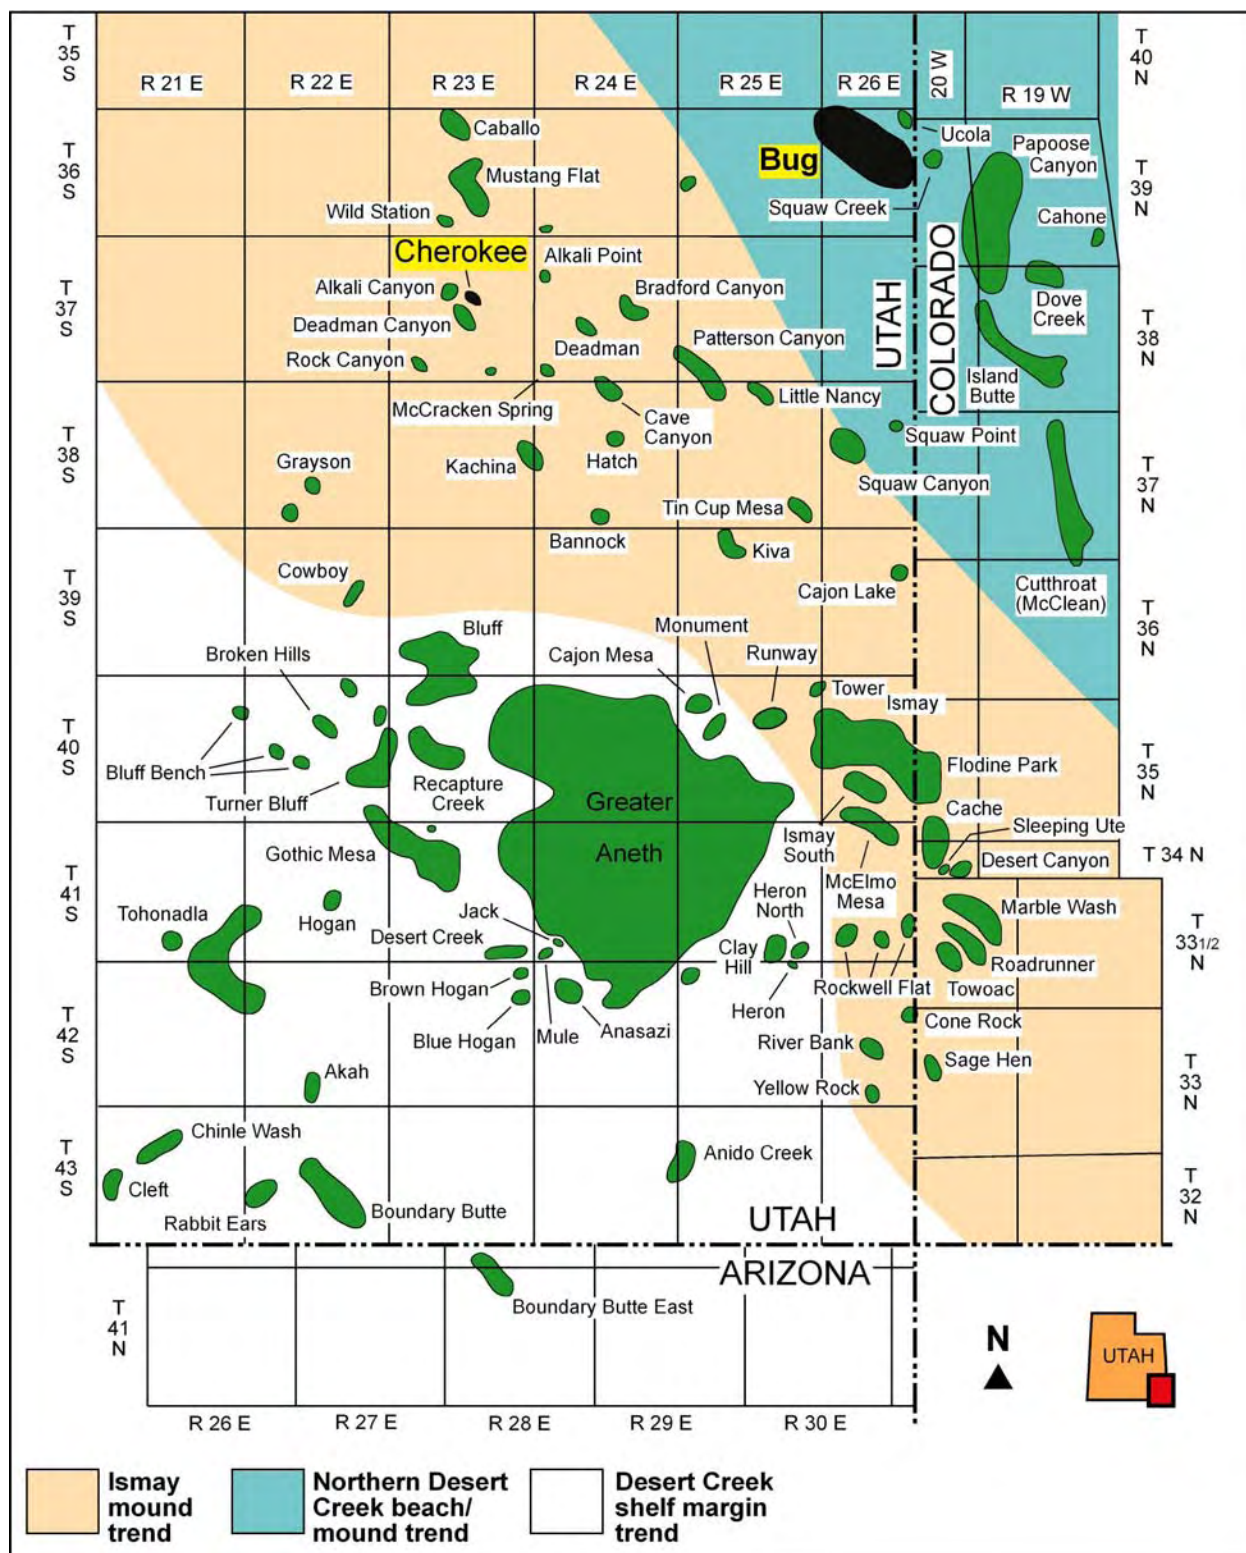 T
35
S
R 21 E
R 22 E
R 23 E
R 24 E
R 25 E
R 26 E
20 W
R 19 W
T
40
N
Caballo
Ucola
Papoose
Canyon
T
36
S
Bug
Mustang Flat
T
39
N
Squaw Creek
Wild Station
Cahone
Cherokee
Alkali Point
Alkali Canyon
Bradford Canyon
T
37
S
UTAH
COLORADO
Dove
Creek
Deadman Canyon
Deadman
Patterson Canyon
T
38
N
Rock Canyon
Island
Butte
McCracken Spring
Little Nancy
Cave
Canyon
Squaw Point
T
38
S
Grayson
Kachina
Hatch
Squaw Canyon
T
37
N
Tin Cup Mesa
Bannock
Kiva
Cowboy
T
39
S
Cajon Lake
Cutthroat
(McClean)
T
36
N
Bluff
Monument
Broken Hills
Cajon Mesa
Runway
Tower
Ismay
T
40
S
Bluff Bench
Recapture
Creek
Flodine Park
T
35
N
Turner Bluff
Greater
Aneth
Cache
Ismay
South
Sleeping Ute
Gothic Mesa
Desert Canyon
T 34 N
McElmo
Mesa
T
41
S
Heron
North
Marble Wash
Tohonadla
Hogan
Jack
Desert Creek
Clay
Hill
T
33 1/2
N
Roadrunner
Brown Hogan
Rockwell Flat
Towoac
Heron
T
42
S
Blue Hogan
Mule
Anasazi
Cone Rock
River Bank
Sage Hen
Akah
Yellow Rock
T
33
N
Chinle Wash
T
43
S
Anido Creek
Cleft
Rabbit Ears
Boundary Butte
T
32
N
UTAH
ARIZONA
Boundary Butte East
T
41
N
N
UTAH
R 26 E
R 27 E
R 28 E
R 29 E
R 30 E
Ismay
mound
trend
Northern Desert
Creek beach/
mound trend
Desert Creek
shelf margin
trend